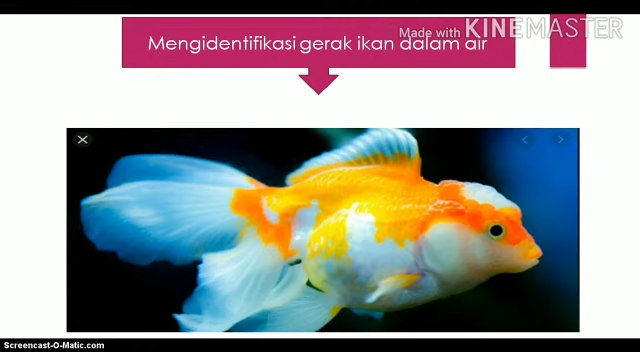 Made with KINEMASTER
Mengidentifikasi gerak ikan dalam air
Screencast-O-Matic.com